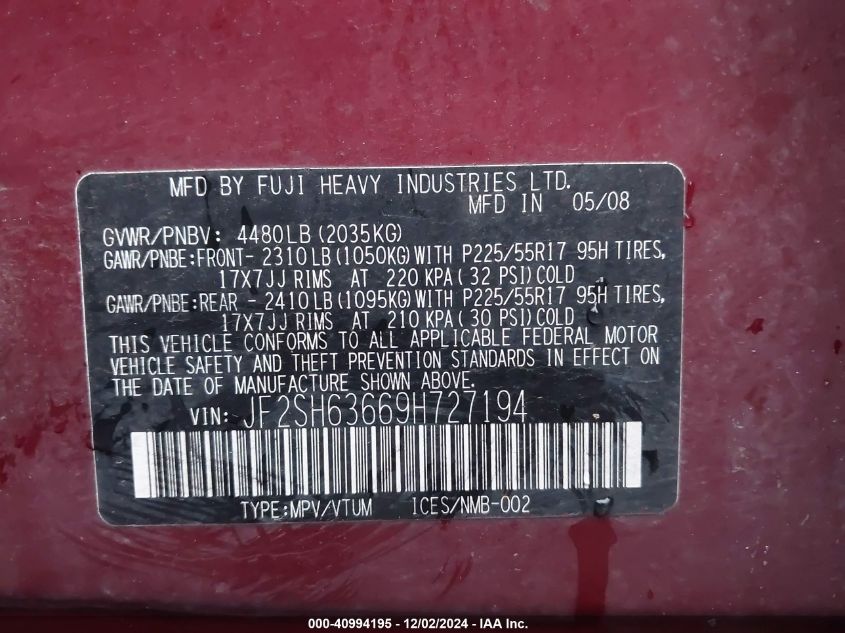 MFD BY FUJI HEAVY INDUSTRIES LTD.
MFD IN 05/08
GVWR/PNBV: 4480LB (2035KG)
GAWR/PNBE:FRONT- 2310LB (1050KG) WITH P225/55R17 95H TIRES,
17X7JJ RIMS AT 220 KPA (32 PSI) COLD
GAWR/PNBE:REAR - 2410LB (1095KG) WITH P225/55R17 95H TIRES,
17X7JJ RIMS AT 210 KPA (30 PSI) COLD
THIS VEHICLE CONFORMS TO ALL APPLICABLE FEDERAL MOTOR
VEHICLE SAFETY AND THEFT PREVENTION STANDARDS IN EFFECT ON
THE DATE OF MANUFACTURE SHOWN ABOVE.
VIN: JF2SH63669H727194
TYPE:MPV/VTUM ICES/NMB-002
000-40994195 - 12/02/2024 - IAA Inc.